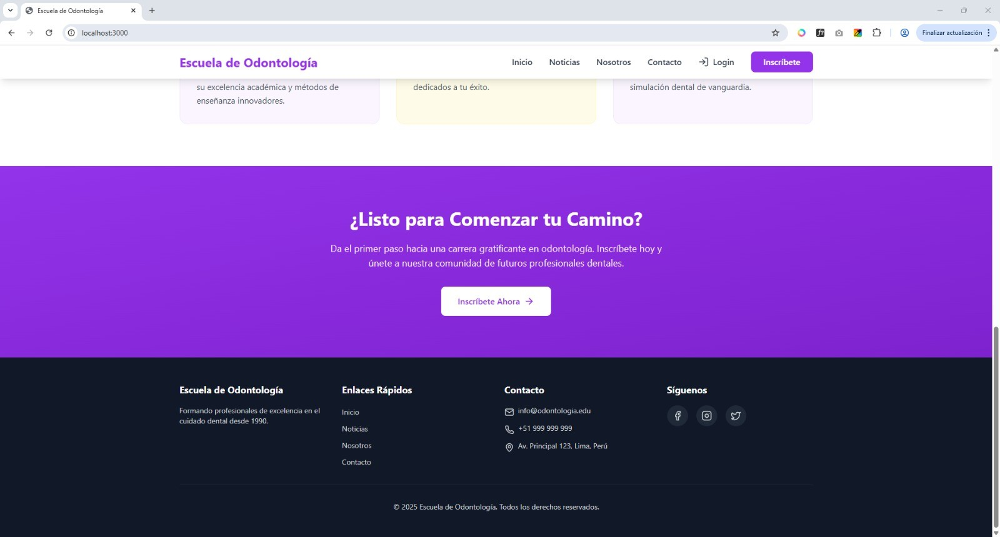 Escuela de Odontología
localhost:3000
Finalizar actualización
Escuela de Odontología
Inicio
Noticias
Nosotros
Contacto
Login
Inscríbete
su excelencia académica y métodos de
enseñanza innovadores.
dedicados a tu éxito.
simulación dental de vanguardia.
¿Listo para Comenzar tu Camino?
Da el primer paso hacia una carrera gratificante en odontología. Inscríbete hoy y
únete a nuestra comunidad de futuros profesionales dentales.
Inscríbete Ahora
Escuela de Odontología
Formando profesionales de excelencia en el
cuidado dental desde 1990.
Enlaces Rápidos
Inicio
Noticias
Nosotros
Contacto
Contacto
info@odontologia.edu
+51 999 999 999
Av. Principal 123, Lima, Perú
Síguenos
© 2025 Escuela de Odontología. Todos los derechos reservados.